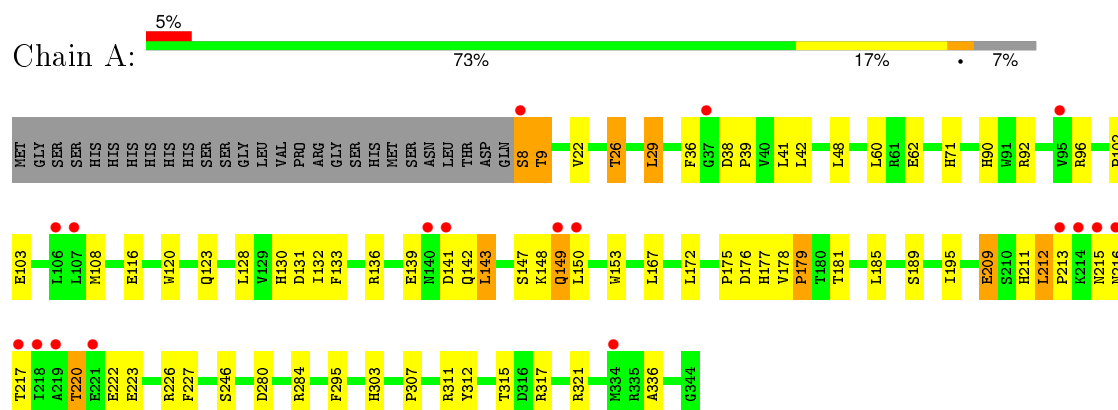 5%
Chain A:
73% 17% • 7%
MET GLY SER SER HIS HIS HIS HIS HIS HIS SER SER GLY LEU VAL PRO ARG GLY SER HIS MET SER ASN LEU THR ASP GLN S8 T9 V22 T26 L29 F36 G37 D38 P39 V40 L41 L42 L48 L60 R61 E62 H71 H90 W91 R92 V95 R96
E103 L106 L107 M108 E116 W120 Q123 L128 V129 H130 D131 I132 F133 R136 E139 N140 D141 Q142 L143 S147 K148 Q149 L150 W153 L167 L172 P175 D176 H177 V178 P179 T180 T181 L185 S189 I195 E209 S210 H211 L212 P213 K214 N215 N216
T217 I218 A219 T220 E221 E222 E223 R226 F227 S246 D280 R284 F295 H303 P307 R311 Y312 T315 D316 R317 R321 M334 R335 A336 G344